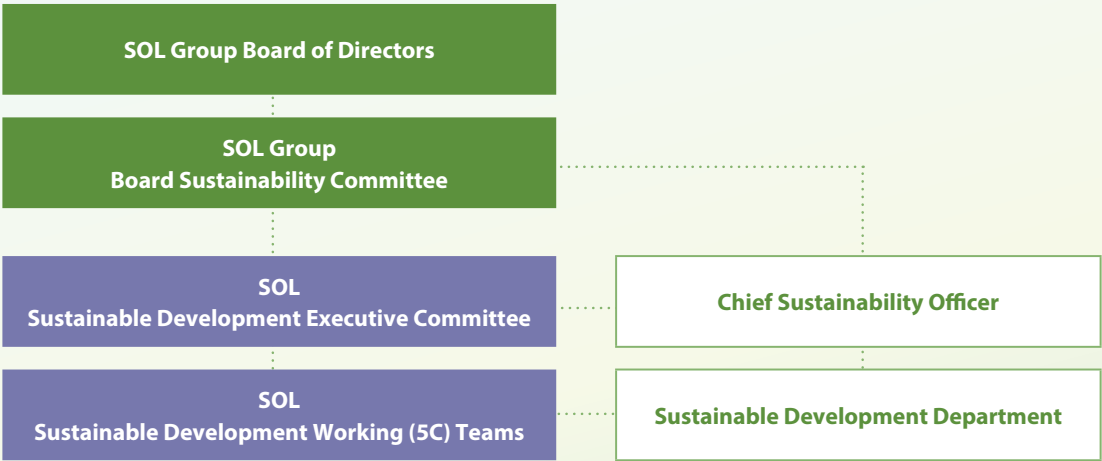 SOL Group Board of Directors
SOL Group
Board Sustainability Committee
SOL
Sustainable Development Executive Committee
Chief Sustainability Officer
SOL
Sustainable Development Working (5C) Teams
Sustainable Development Department